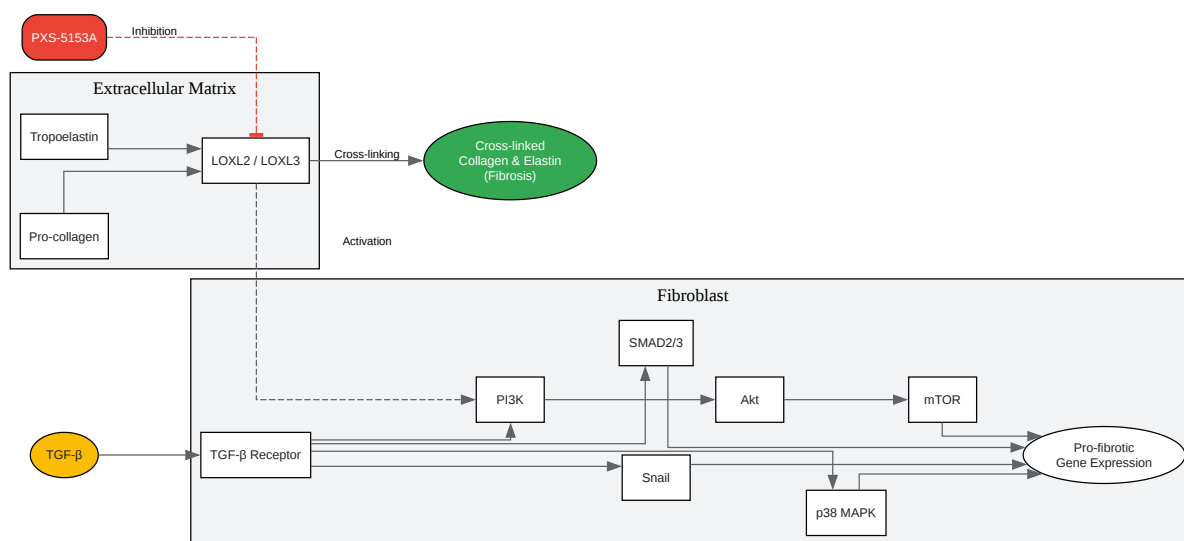 PXS-5153A
Inhibition
Extracellular Matrix
Tropoelastin
LOXL2 / LOXL3
Cross-linking
Cross-linked
Collagen & Elastin
(Fibrosis)
Pro-collagen
Activation
Fibroblast
SMAD2/3
PI3K
Akt
mTOR
TGF-β
TGF-β Receptor
Pro-fibrotic
Gene Expression
Snail
p38 MAPK